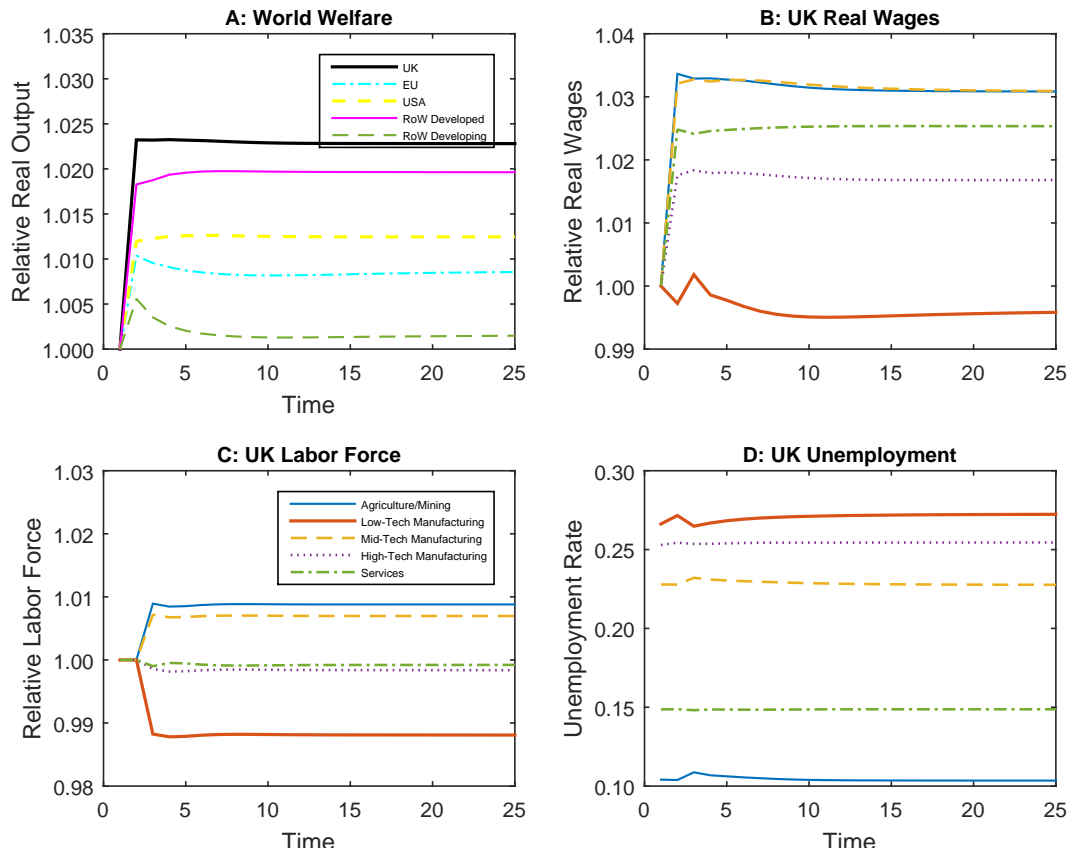 A: World Welfare
Relative Real Output
1.035
1.030
1.025
1.020
1.015
1.010
1.005
1.000
UK
EU
USA
RoW Developed
RoW Developing
0 5 10 15 20 25
Time
B: UK Real Wages
Relative Real Wages
1.04
1.03
1.02
1.01
1.00
0.99
0 5 10 15 20 25
C: UK Labor Force
Relative Labor Force
1.03
1.02
1.01
1.00
0.99
0.98
Agriculture/Mining
Low-Tech Manufacturing
Mid-Tech Manufacturing
High-Tech Manufacturing
Services
0 5 10 15 20 25
Time
D: UK Unemployment
Unemployment Rate
0.30
0.25
0.20
0.15
0.10
0 5 10 15 20 25
Time